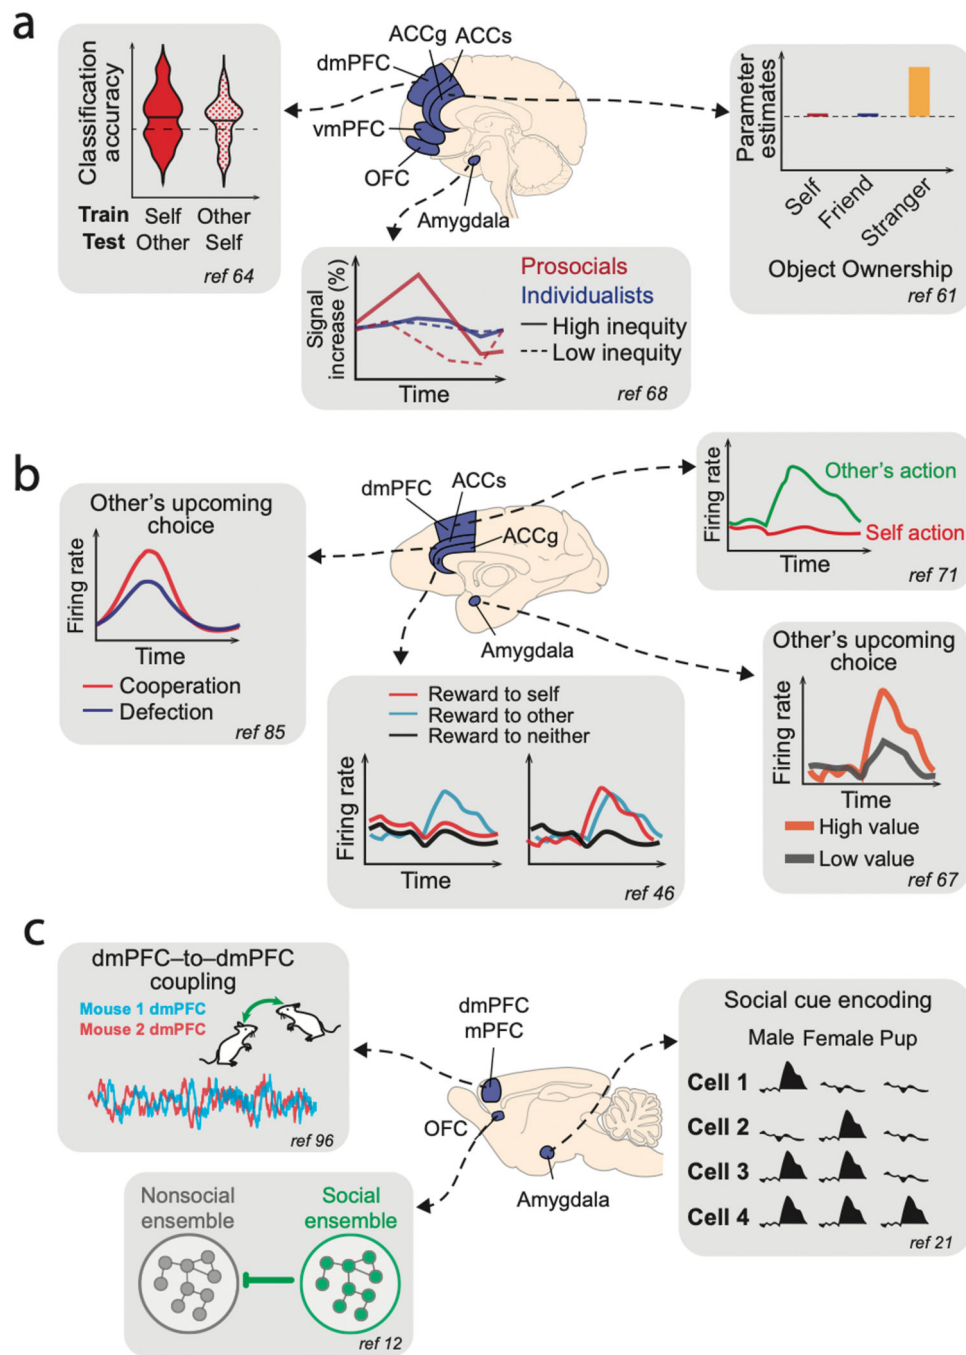 a
Classification
accuracy
Train Self Other
Test Other Self
ref 64
ACCg ACCs
dmPFC
vmPFC
OFC
Amygdala
Parameter
estimates
Self
Friend
Stranger
Object Ownership
ref 61
Signal
increase (%)
Time
Prosocials
Individualists
High inequity
Low inequity
ref 68
b
Other's upcoming
choice
Firing rate
Time
Cooperation
Defection
ref 85
dmPFC
ACCs
ACCg
Amygdala
Firing rate
Other's action
Self action
Time
ref 71
Reward to self
Reward to other
Reward to neither
Firing rate
Time
ref 46
Other's upcoming
choice
Firing rate
Time
High value
Low value
ref 67
c
dmPFC–to–dmPFC
coupling
Mouse 1 dmPFC
Mouse 2 dmPFC
ref 96
dmPFC
mPFC
OFC
Amygdala
Social cue encoding
Male Female Pup
Cell 1
Cell 2
Cell 3
Cell 4
ref 21
Nonsocial
ensemble
Social
ensemble
ref 12